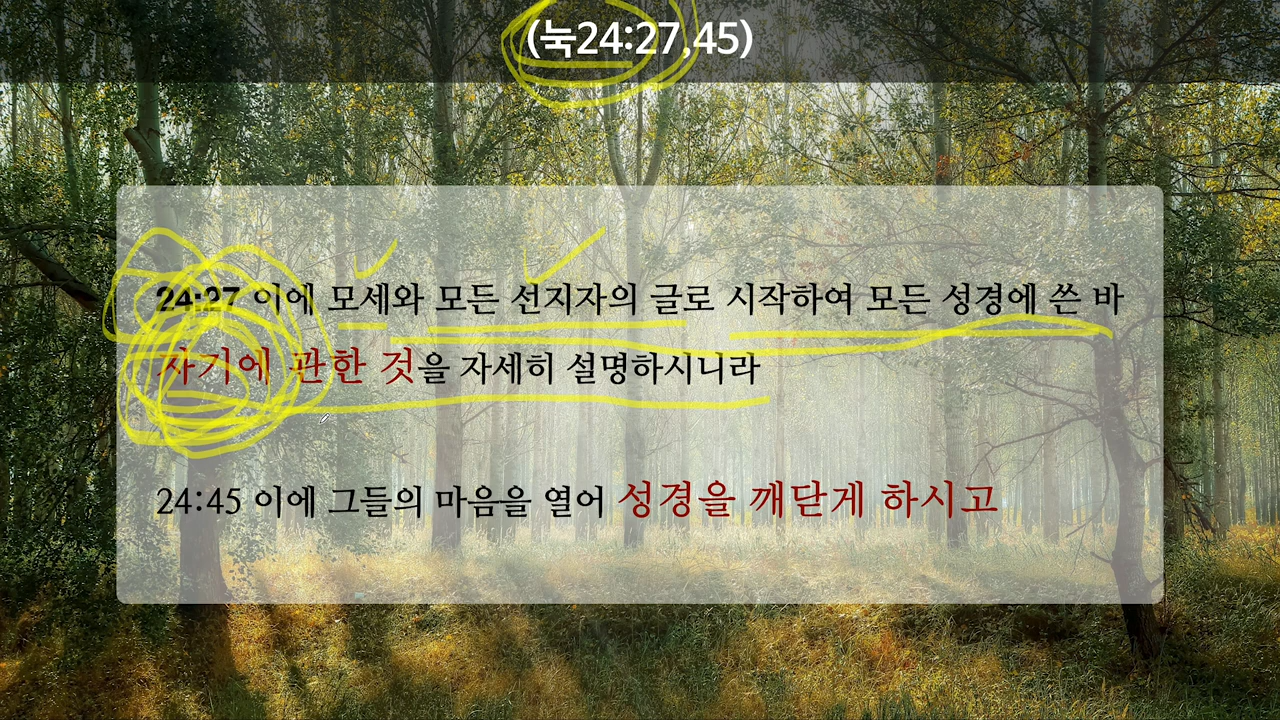 (눅24:27,45)
24:27 이에 모세와 모든 선지자의 글로 시작하여 모든 성경에 쓴 바
자기에 관한 것을 자세히 설명하시니라
24:45 이에 그들의 마음을 열어 성경을 깨닫게 하시고